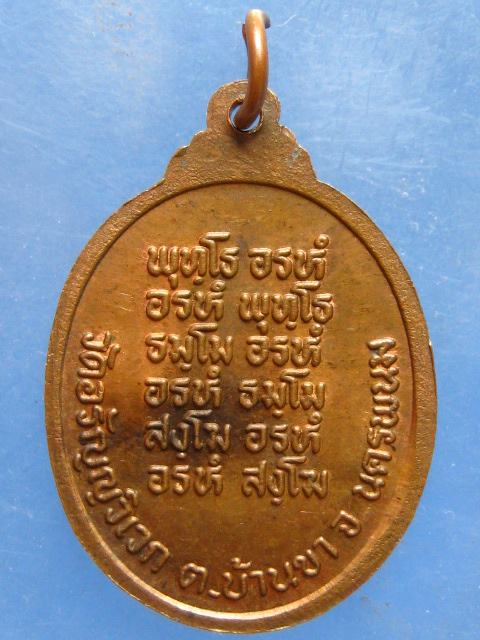 พุทฺโธ อรหํ
อรหํ พุทฺโธ
ธมฺโม อรหํ
อรหํ ธมฺโม
สงฺโฆ อรหํ
อรหํ สงฺโฆ
วัดอรัญญวิเวก ต.บ้านขา จ นครพนม